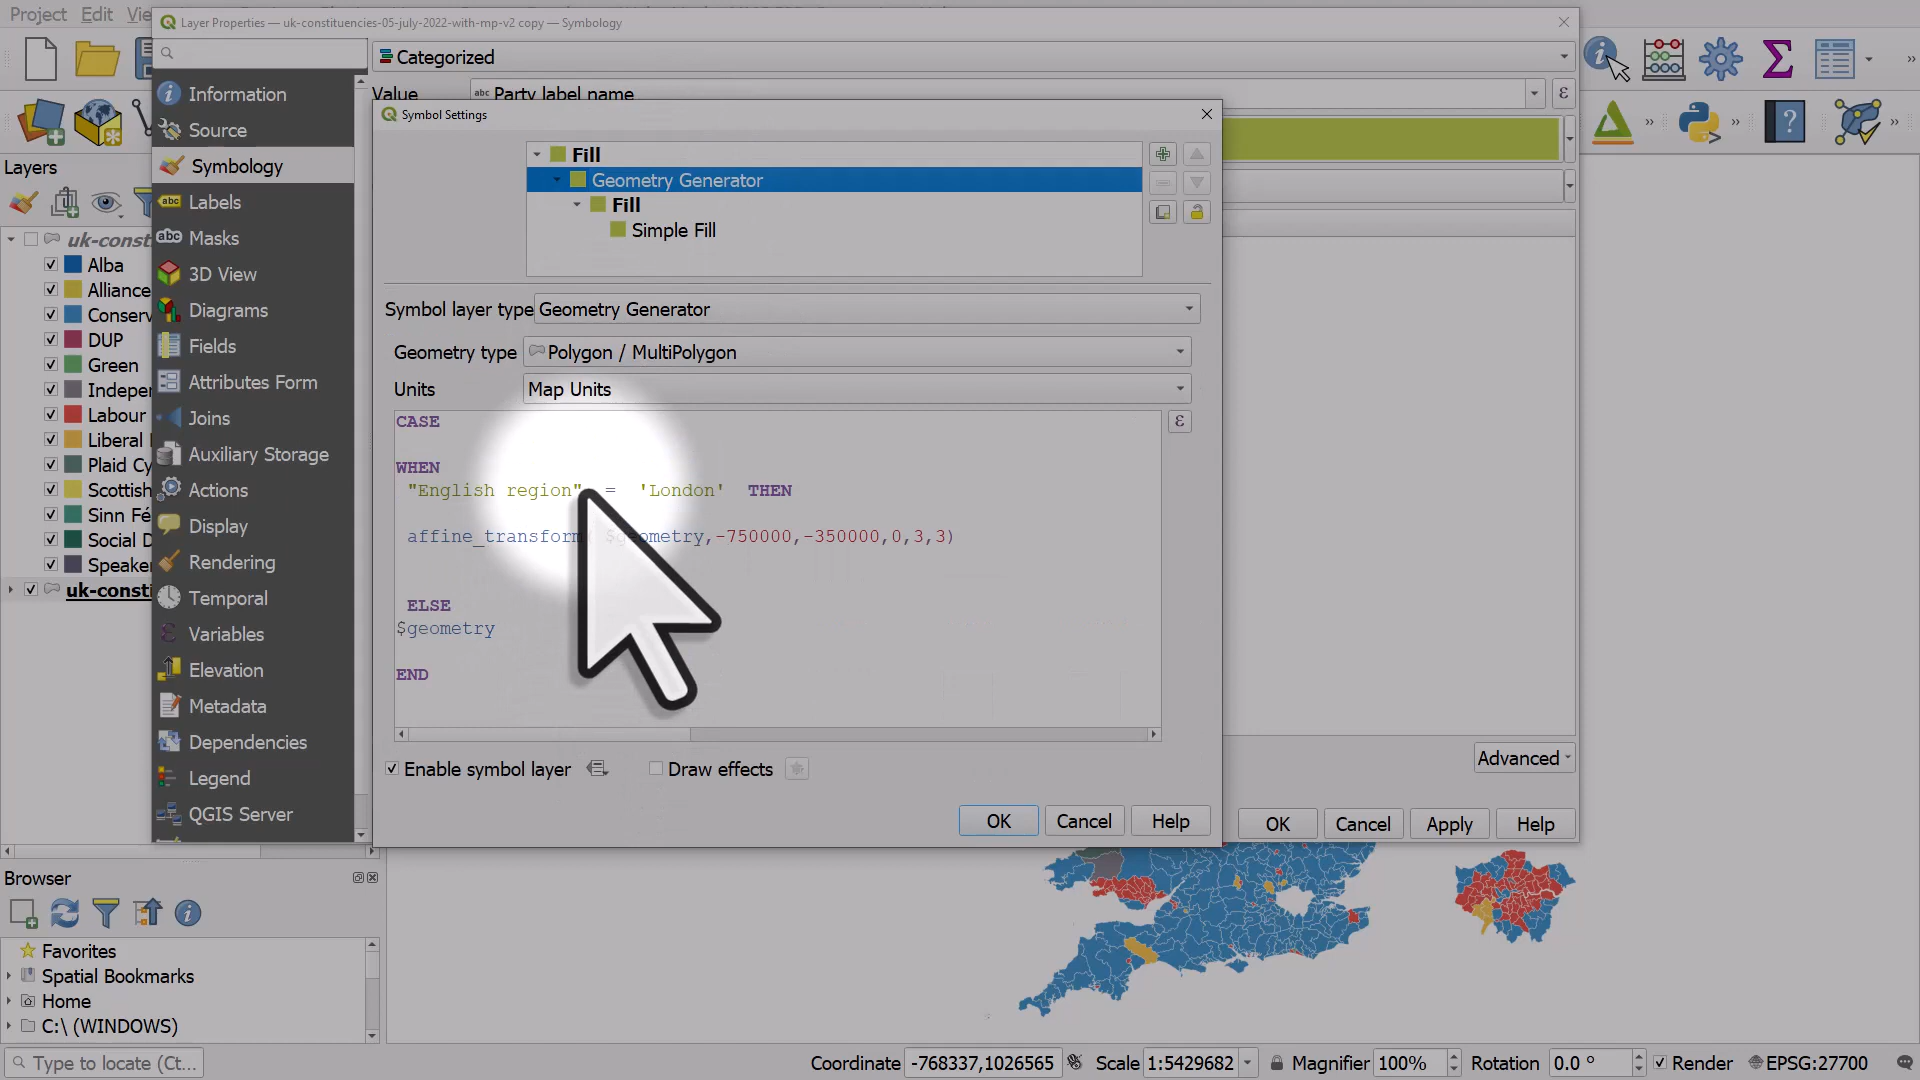 Project Edit Vi
Layer Properties — uk-constituencies-05-july-2022-with-mp-v2 copy — Symbology
Categorized
Value abc Party label name ε
Information
Source
Symbology
Labels
Masks
3D View
Diagrams
Fields
Attributes Form
Joins
Auxiliary Storage
Actions
Display
Rendering
Temporal
Variables
Elevation
Metadata
Dependencies
Legend
QGIS Server
Layers
uk-const
Alba
Alliance
Conserv
DUP
Green
Indeper
Labour
Liberal
Plaid Cy
Scottish
Sinn Fé
Social D
Speaker
uk-consti
Symbol Settings
Fill
Geometry Generator
Fill
Simple Fill
Symbol layer type Geometry Generator
Geometry type Polygon / MultiPolygon
Units Map Units
CASE
WHEN
"English region" = 'London' THEN
affine_transform( $geometry,-750000,-350000,0,3,3)
ELSE
$geometry
END
Enable symbol layer Draw effects
OK Cancel Help
Advanced
OK Cancel Apply Help
Browser
Favorites
Spatial Bookmarks
Home
C:\ (WINDOWS)
Type to locate (Ct...
Coordinate -768337,1026565 Scale 1:5429682 Magnifier 100% Rotation 0.0 ° Render EPSG:27700